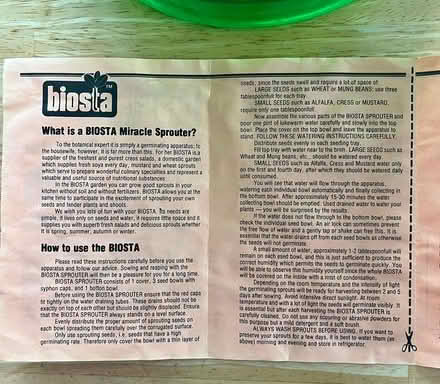 biosta™
What is a BIOSTA Miracle Sprouter?
To the botanical expert it is simply a germinating apparatus; to
the housewife, however, it is far more than this. For her BIOSTA is a
supplier of the freshest and purest cress salads, a domestic garden
which supplies fresh soya every day, mustard and wheat sprouts
which serve to prepare wonderful culinary specialties and represent a
valuable and useful source of nutritional substances.
In the BIOSTA garden you can grow good sprouts in your
kitchen without soil and without fertilizers. BIOSTA allows you at the
same time to participate in the excitement of sprouting your own
seeds and tender plants and shoots.
We wish you lots of fun with your BIOSTA. Its needs are
simple. It feeds only on seeds and water, it requires little space and it
supplies you with superb fresh salads and delicious sprouts whether
it is spring, summer, autumn or winter.
How to use the BIOSTA
Please read these instructions carefully before you use the
apparatus and follow our advice. Sowing and reaping with the
BIOSTA SPROUTER will then be a pleasure for you for a long time.
BIOSTA SPROUTER consists of 1 cover, 3 seed bowls with
syphon caps, and 1 bottom bowl.
Before using the BIOSTA SPROUTER ensure that the red caps
fit tightly on the water draining tubes. These drains should not be
exactly on top of each other but should be slightly displaced. Ensure
that the BIOSTA SPROUTER always stands on a level surface.
Evenly distribute the proper amount of sprouting seeds on
each bowl spreading them carefully over the corrugated surface.
Only use sprouting seeds, i.e. seeds that have a high
germinating rate. Therefore only cover the bowl with a thin layer of
seeds, since the seeds swell and require a lot of space.
LARGE SEEDS such as WHEAT or MUNG BEANS: use three
tablespoonfull for each tray.
SMALL SEEDS such as ALFALFA, CRESS or MUSTARD,
require only one tablespoonfull.
Now assemble the various parts of the BIOSTA SPROUTER and
pour one pint of lukewarm water carefully and slowly into the top
bowl. Place the cover on the top bowl and leave the apparatus to
stand. FOLLOW THESE WATERING INSTRUCTIONS CAREFULLY.
Distribute seeds evenly in each seedling tray.
Fill top tray with water near to the brim. LARGE SEEDS such as
Wheat and Mung beans, etc., should be watered every day.
SMALL SEEDS such as Alfalfa, Cress and Mustard water only
on the first and fourth day, after which they should be watered daily
until consumed.
You will see that water will flow through the apparatus,
watering each individual bowl automatically and finally collecting in
the bottom bowl. After approximately 15-30 minutes the water
collecting bowl should be emptied. Used drained water to water your
plants — you will be surprised by the results.
If the water does not flow through to the bottom bowl, please
check the individual seed bowls. An air lock can sometimes prevent
the free flow of water and a gentle tap or shake can free this. It is
essential that the water drains off from each seed bowl as otherwise
the seeds will not germinate.
A small amount of water, approximately 1-2 tablespoonfull will
remain on each seed bowl, and this is just sufficient to produce the
correct humidity which permits the seeds to germinate quickly. You will be
able to observe this humidity yourself since the whole BIOSTA
will be covered on the inside with a mist of condensation.
Depending on the room temperature and the intensity of light
the germinating sprouts will be ready for harvesting between 2 and 5
days after sowing. Avoid intensive direct sunlight. At room
temperature and with a lot of light the seeds will germinate visibly. It
is essential that after each harvesting the BIOSTA SPROUTER is
carefully cleaned. Do not use any scouring or abrasive powders for
this purpose but a mild detergent and a soft brush.
ALWAYS WASH SPROUTS BEFORE USING. If you want to
preserve your sprouts for a few days, it is best to water them (as
above) morning and evening and store in refrigerator.